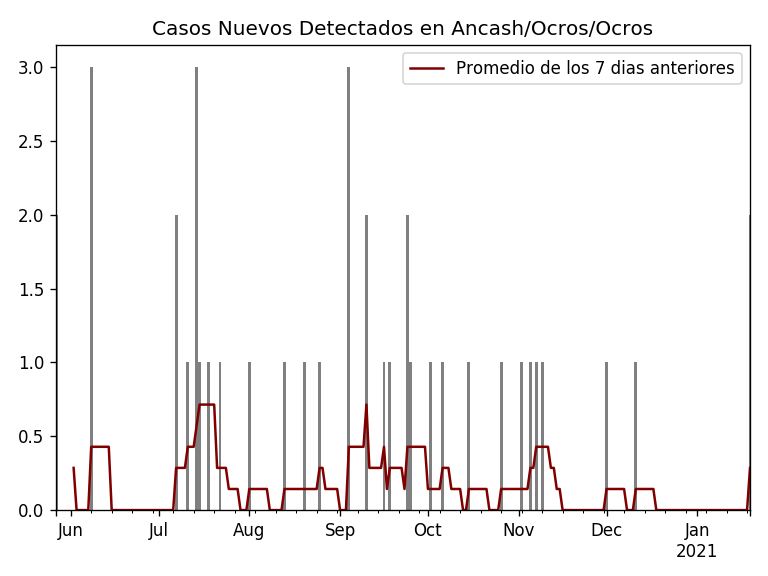 Casos Nuevos Detectados en Ancash/Ocros/Ocros
Promedio de los 7 dias anteriores
3.0
2.5
2.0
1.5
1.0
0.5
0.0
Jun Jul Aug Sep Oct Nov Dec Jan
2021